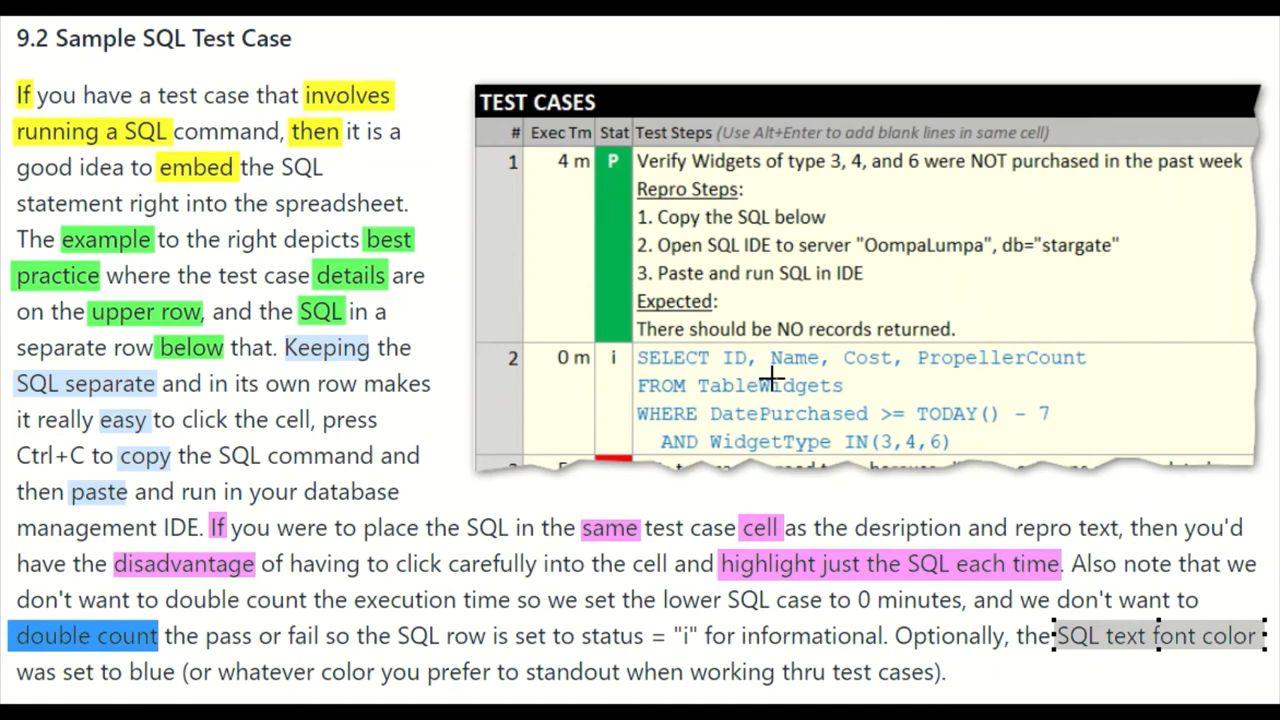 9.2 Sample SQL Test Case
If you have a test case that involves
running a SQL command, then it is a
good idea to embed the SQL
statement right into the spreadsheet.
The example to the right depicts best
practice where the test case details are
on the upper row, and the SQL in a
separate row below that. Keeping the
SQL separate and in its own row makes
it really easy to click the cell, press
Ctrl+C to copy the SQL command and
then paste and run in your database
management IDE. If you were to place the SQL in the same test case cell as the desription and repro text, then you'd
have the disadvantage of having to click carefully into the cell and highlight just the SQL each time. Also note that we
don't want to double count the execution time so we set the lower SQL case to 0 minutes, and we don't want to
double count the pass or fail so the SQL row is set to status = "i" for informational. Optionally, the SQL text font color
was set to blue (or whatever color you prefer to standout when working thru test cases).
TEST CASES
# Exec Tm Stat Test Steps (Use Alt+Enter to add blank lines in same cell)
1 4 m P Verify Widgets of type 3, 4, and 6 were NOT purchased in the past week
Repro Steps:
1. Copy the SQL below
2. Open SQL IDE to server "OompaLumpa", db="stargate"
3. Paste and run SQL in IDE
Expected:
There should be NO records returned.
2 0 m i SELECT ID, Name, Cost, PropellerCount
FROM TableWidgets
WHERE DatePurchased >= TODAY() - 7
AND WidgetType IN(3,4,6)